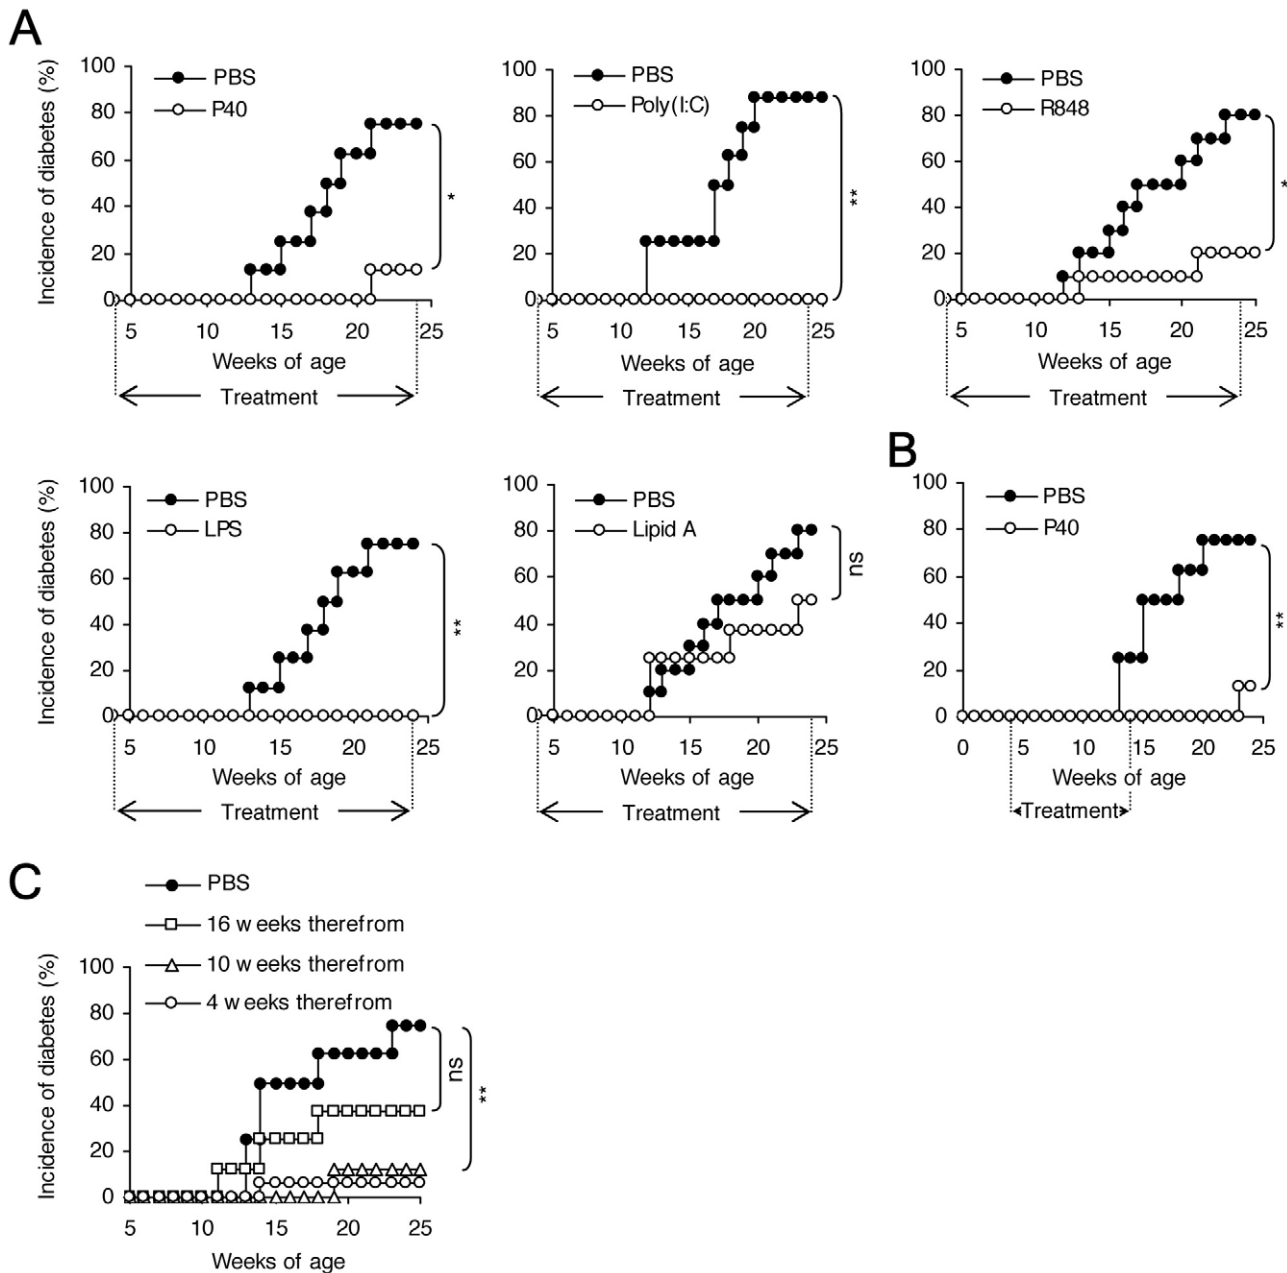 A
Incidence of diabetes (%)
100
80
60
40
20
0
PBS
P40
*
5 10 15 20 25
Weeks of age
Treatment
100
80
60
40
20
0
PBS
Poly(I:C)
**
5 10 15 20 25
Weeks of age
Treatment
100
80
60
40
20
0
PBS
R848
*
5 10 15 20 25
Weeks of age
Treatment
Incidence of diabetes (%)
100
80
60
40
20
0
PBS
LPS
**
5 10 15 20 25
Weeks of age
Treatment
100
80
60
40
20
0
PBS
Lipid A
ns
5 10 15 20 25
Weeks of age
Treatment
B
100
80
60
40
20
0
PBS
P40
**
0 5 10 15 20 25
Weeks of age
Treatment
C
PBS
16 weeks therefrom
10 weeks therefrom
4 weeks therefrom
Incidence of diabetes (%)
100
80
60
40
20
0
ns
**
5 10 15 20 25
Weeks of age